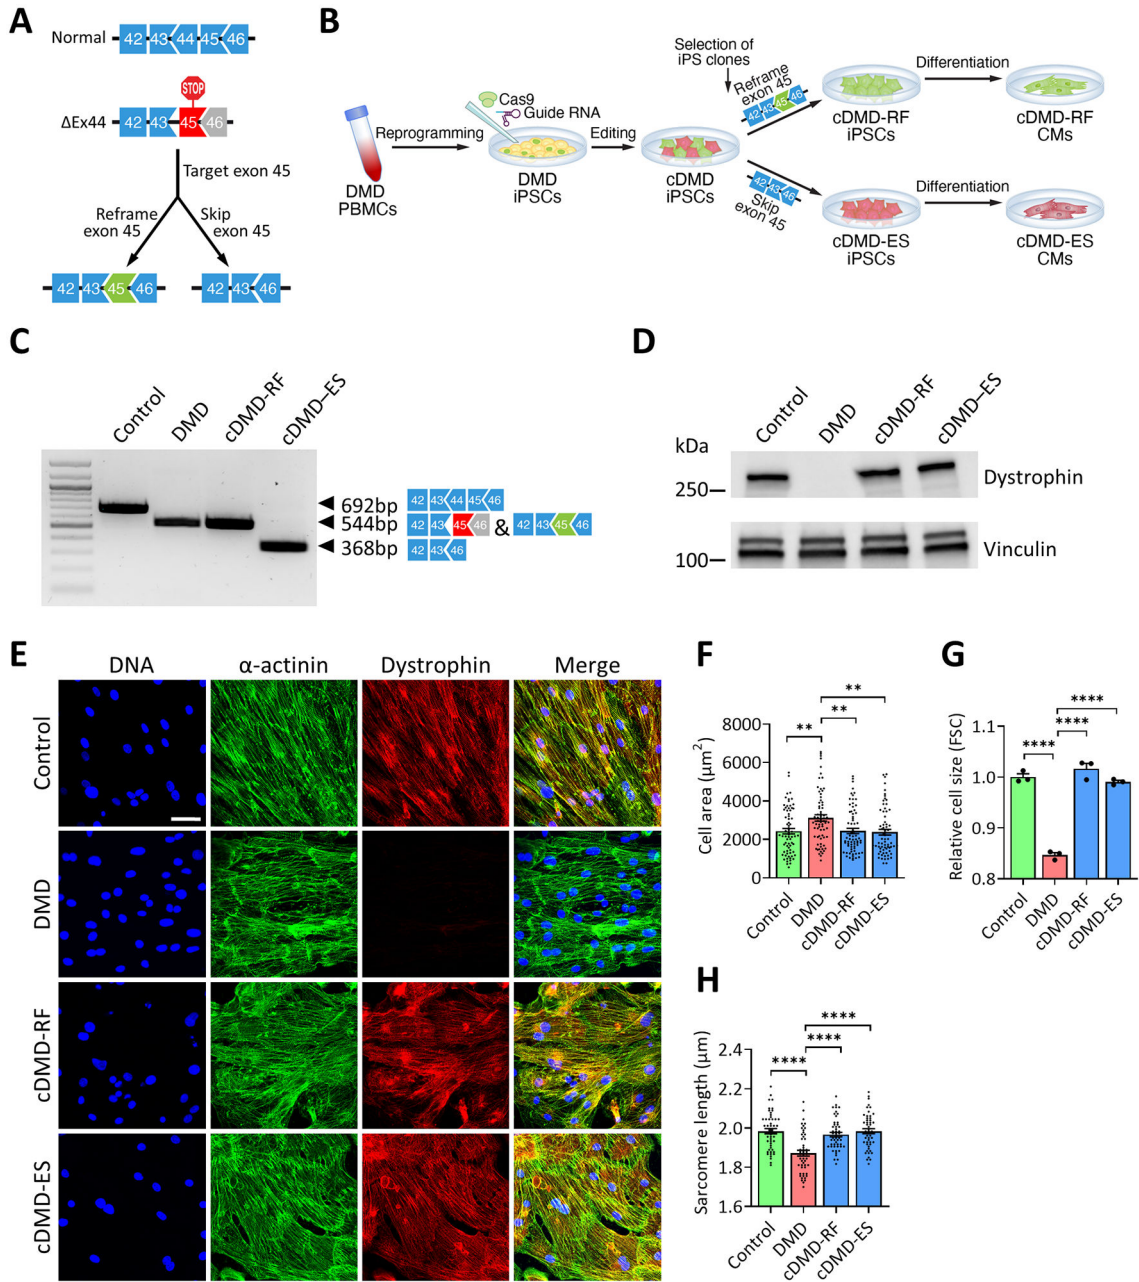 A
Normal
42 43 44 45 46
STOP
ΔEx44
42 43 45 46
Target exon 45
Reframe
exon 45
Skip
exon 45
42 43 45 46
42 43 46
B
Selection of
iPS clones
Cas9
Guide RNA
Reprogramming
Editing
DMD
PBMCs
DMD
iPSCs
cDMD
iPSCs
Reframe
exon 45
42 43 45 46
42 43 46
Skip
exon 45
Differentiation
cDMD-RF
iPSCs
cDMD-RF
CMs
Differentiation
cDMD-ES
iPSCs
cDMD-ES
CMs
C
Control
DMD
cDMD-RF
cDMD–ES
692bp
42 43 44 45 46
544bp
42 43 45 46 & 42 43 45 46
368bp
42 43 46
D
kDa
Control
DMD
cDMD-RF
cDMD–ES
250
Dystrophin
100
Vinculin
E
DNA
α-actinin
Dystrophin
Merge
Control
DMD
cDMD-RF
cDMD-ES
F
Cell area (μm²)
8000
6000
4000
2000
0
** ** **
Control
DMD
cDMD-RF
cDMD-ES
G
Relative cell size (FSC)
1.1
1.0
0.9
0.8
**** **** ****
Control
DMD
cDMD-RF
cDMD-ES
H
Sarcomere length (μm)
2.4
2.2
2.0
1.8
1.6
**** **** ****
Control
DMD
cDMD-RF
cDMD-ES